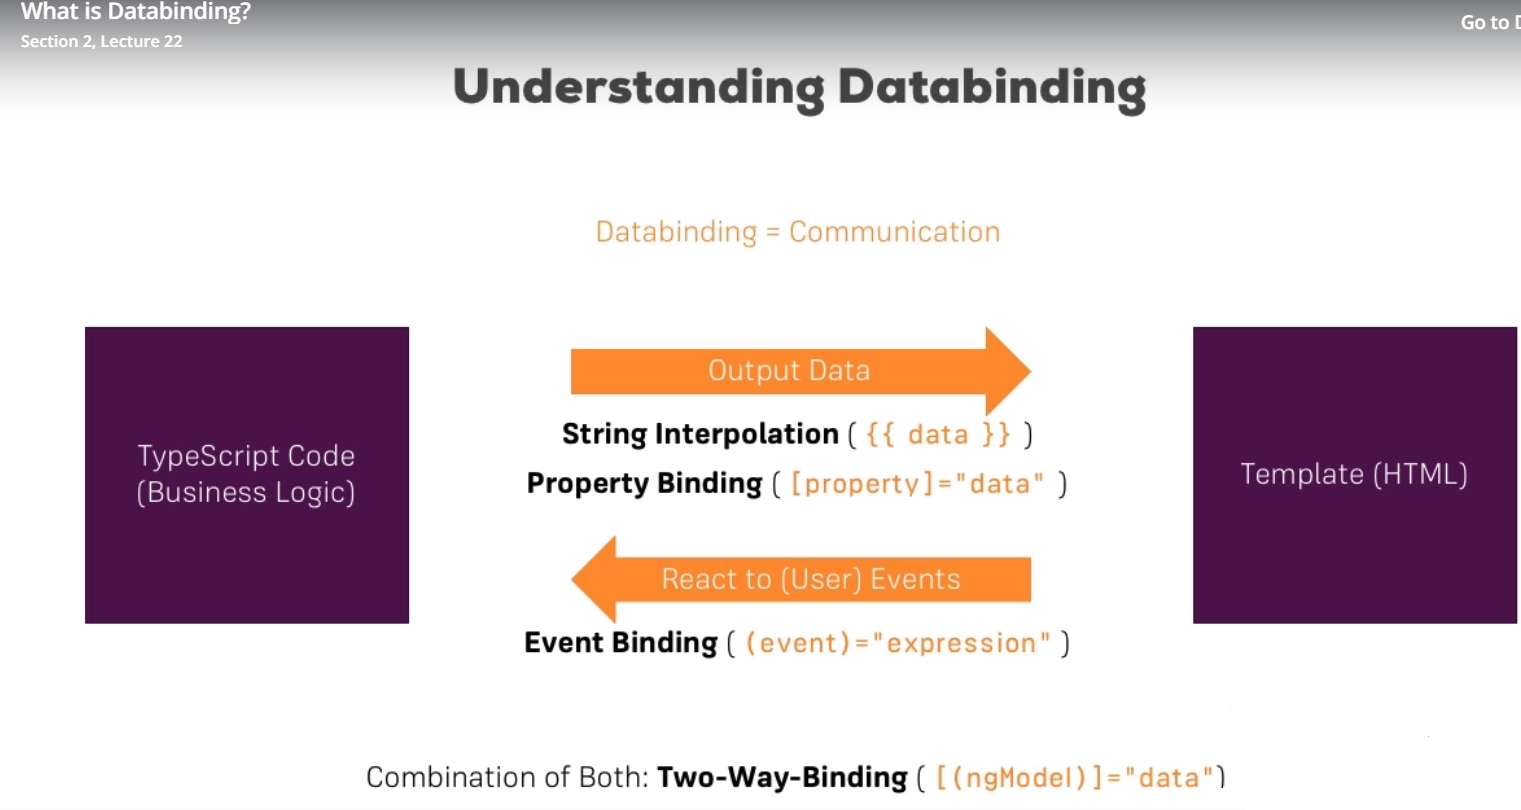 What is Databinding?
Go to
Section 2, Lecture 22
Understanding Databinding
Databinding = Communication
Output Data
String Interpolation ( {{ data }} )
Property Binding ( [property]="data" )
TypeScript Code
(Business Logic)
Template (HTML)
React to (User) Events
Event Binding ( (event)="expression" )
Combination of Both: Two-Way-Binding ( [(ngModel)]="data")